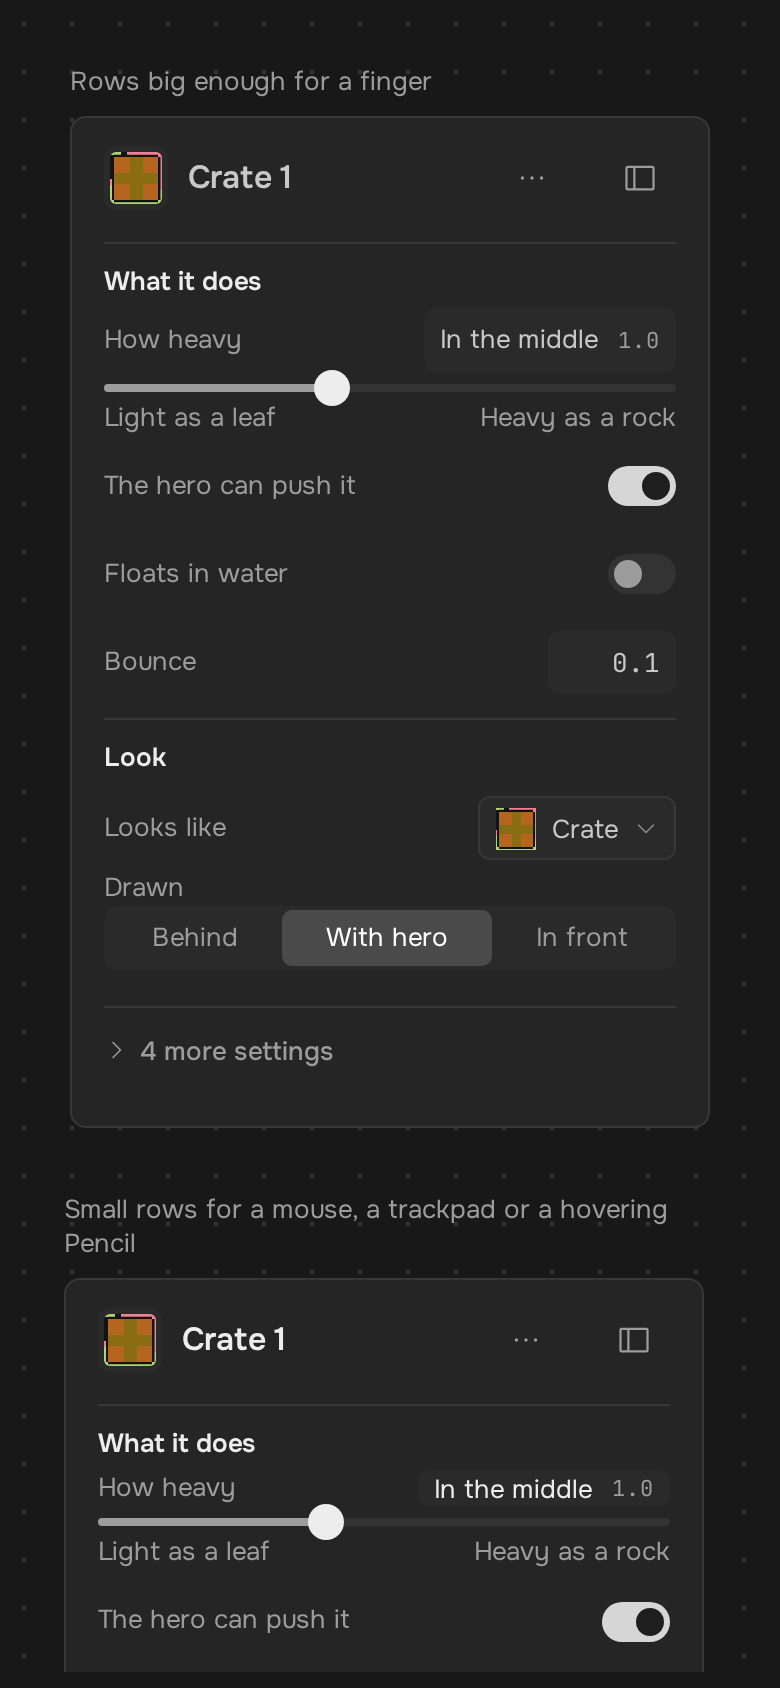 Rows big enough for a finger
Crate 1
What it does
How heavy
In the middle 1.0
Light as a leaf
Heavy as a rock
The hero can push it
Floats in water
Bounce
0.1
Look
Looks like
Crate
Drawn
Behind
With hero
In front
4 more settings
Small rows for a mouse, a trackpad or a hovering
Pencil
Crate 1
What it does
How heavy
In the middle 1.0
Light as a leaf
Heavy as a rock
The hero can push it